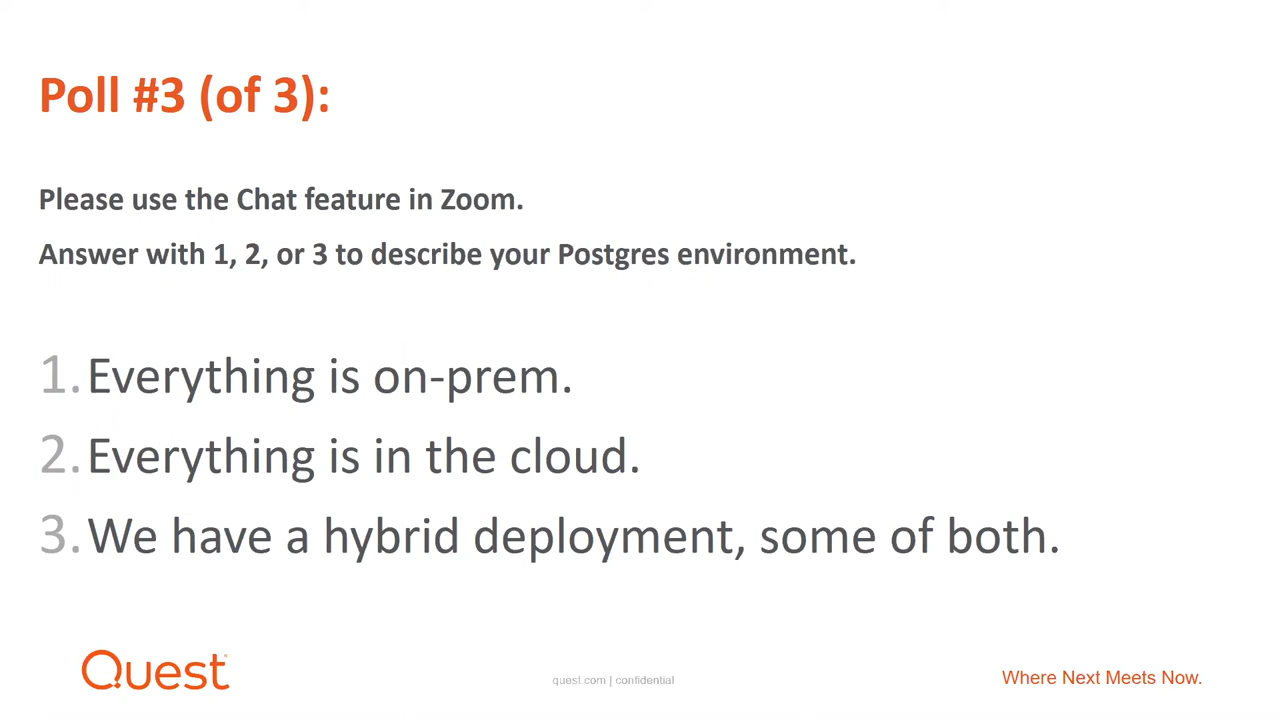 Poll #3 (of 3):
Please use the Chat feature in Zoom.
Answer with 1, 2, or 3 to describe your Postgres environment.
1. Everything is on-prem.
2. Everything is in the cloud.
3. We have a hybrid deployment, some of both.
Quest
quest.com | confidential
Where Next Meets Now.